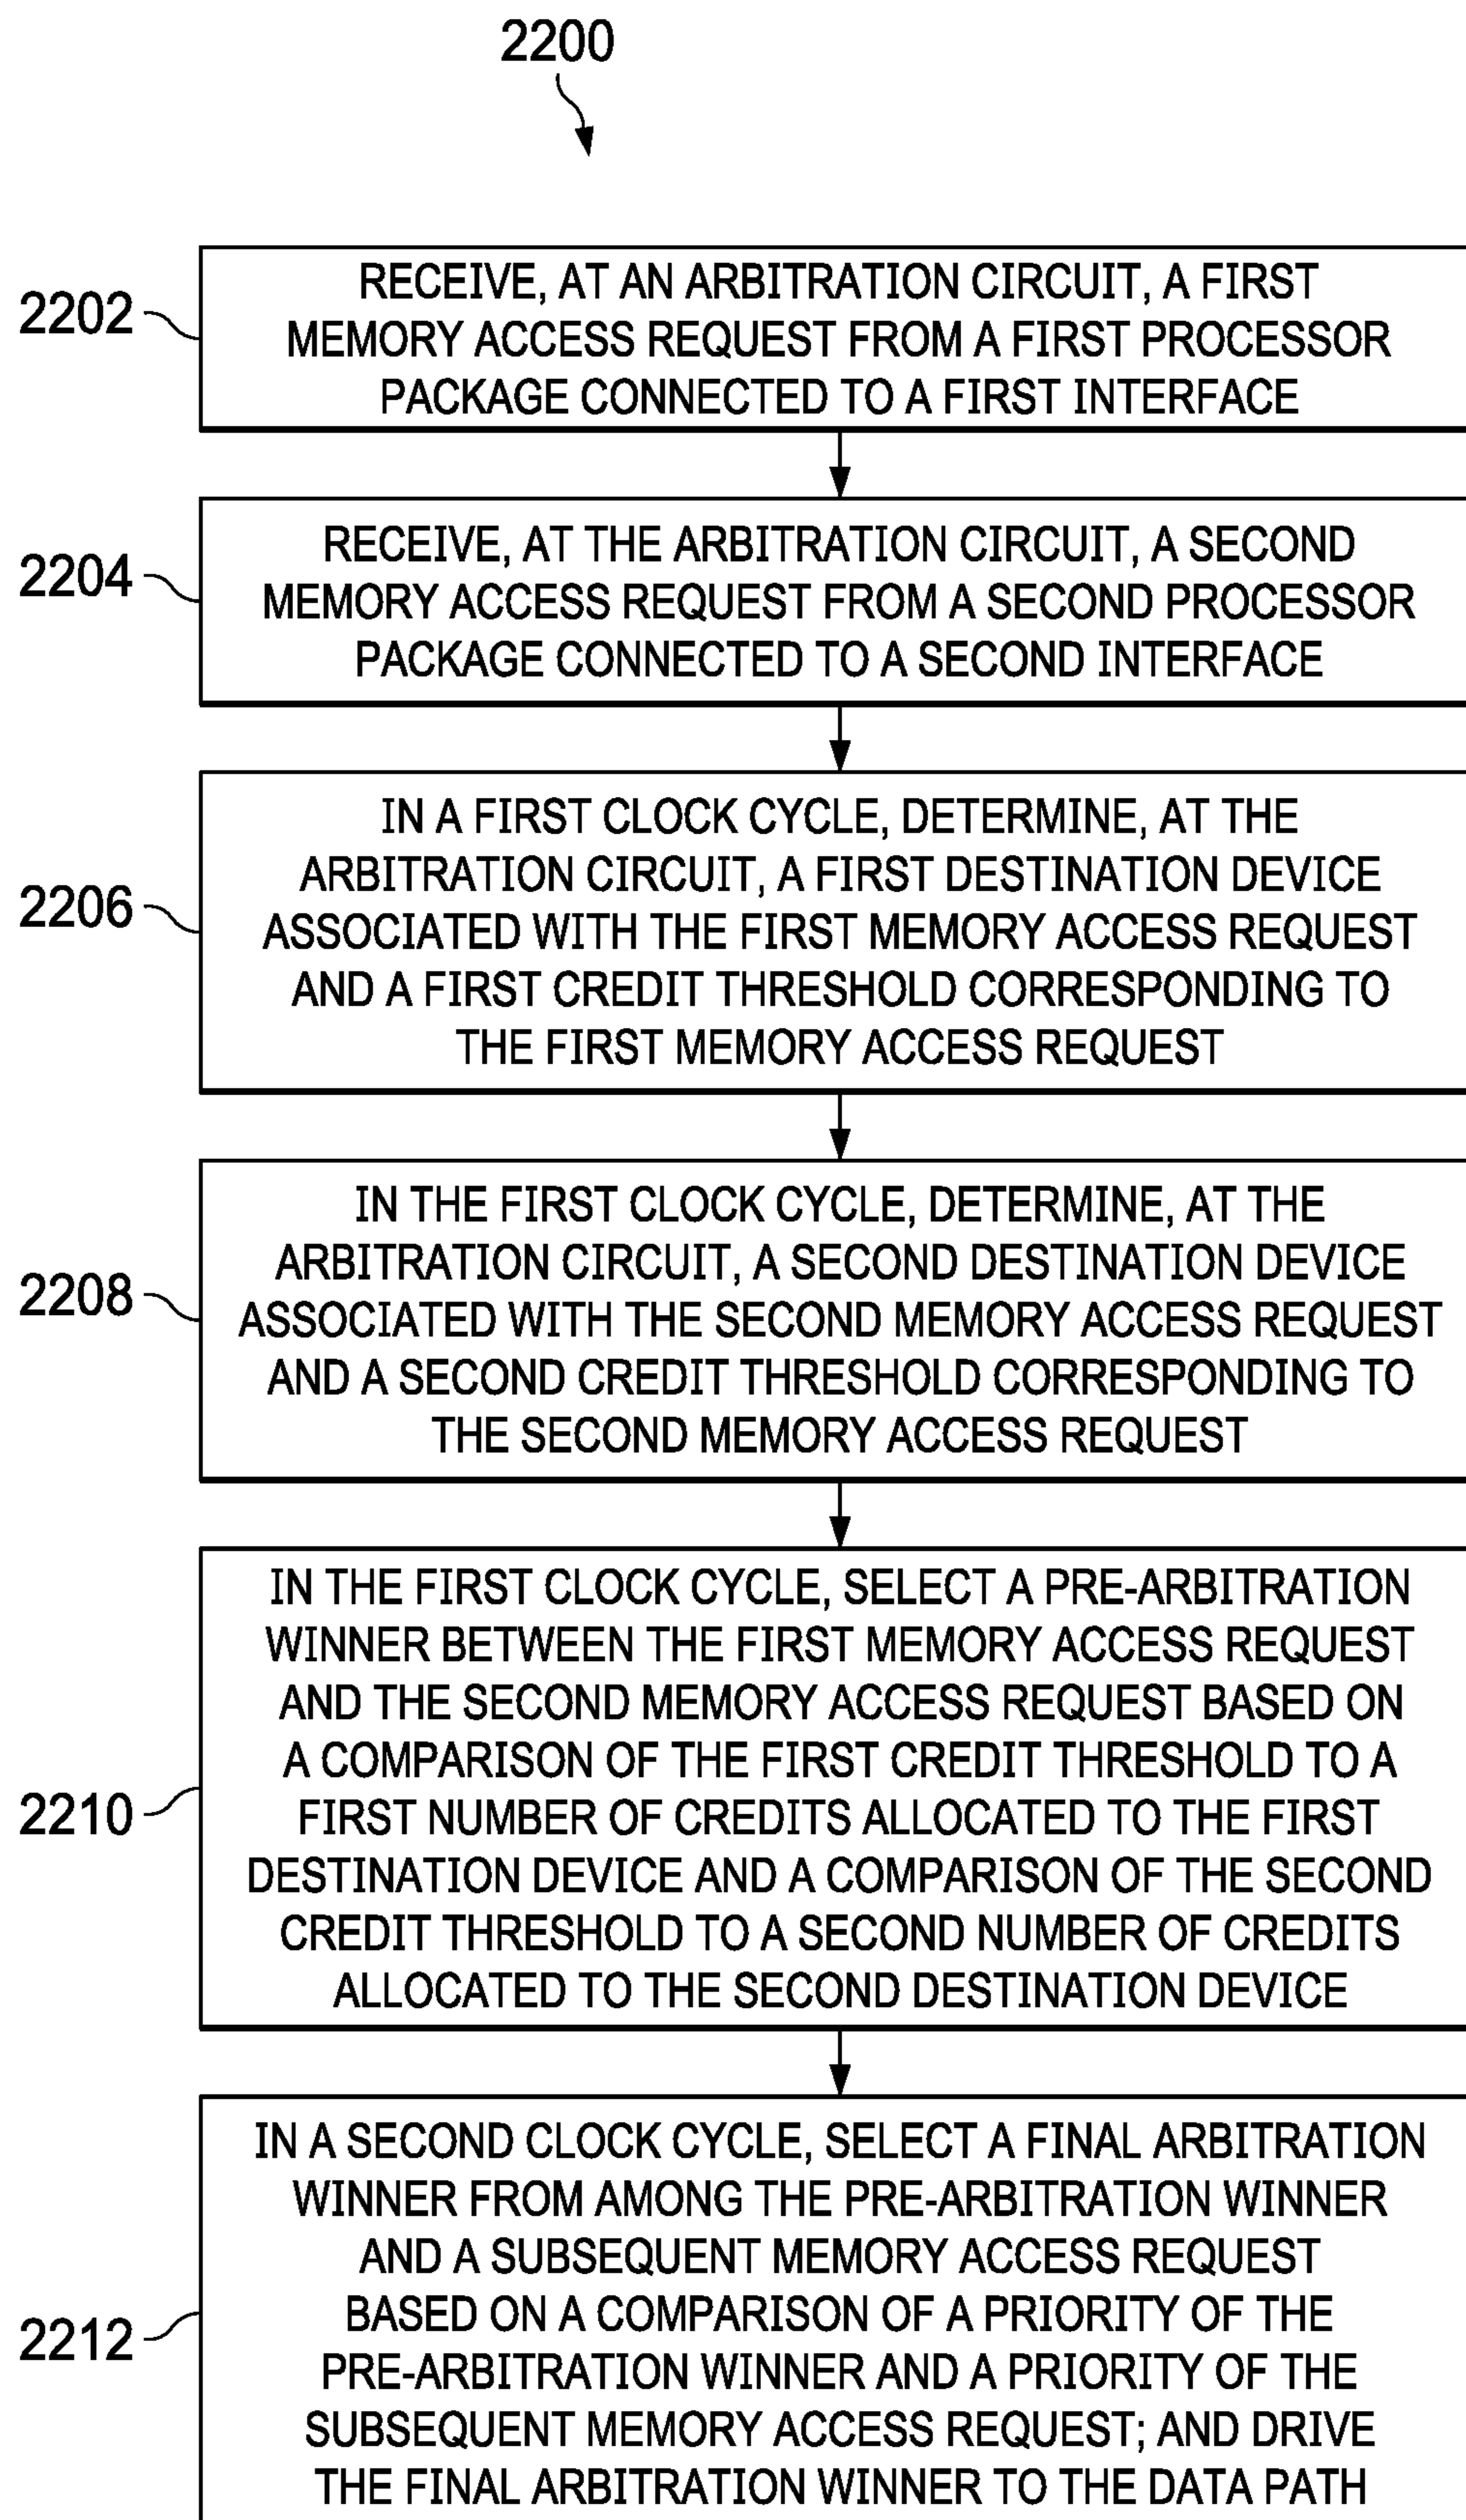 2200
2202
RECEIVE, AT AN ARBITRATION CIRCUIT, A FIRST
MEMORY ACCESS REQUEST FROM A FIRST PROCESSOR
PACKAGE CONNECTED TO A FIRST INTERFACE
2204
RECEIVE, AT THE ARBITRATION CIRCUIT, A SECOND
MEMORY ACCESS REQUEST FROM A SECOND PROCESSOR
PACKAGE CONNECTED TO A SECOND INTERFACE
2206
IN A FIRST CLOCK CYCLE, DETERMINE, AT THE
ARBITRATION CIRCUIT, A FIRST DESTINATION DEVICE
ASSOCIATED WITH THE FIRST MEMORY ACCESS REQUEST
AND A FIRST CREDIT THRESHOLD CORRESPONDING TO
THE FIRST MEMORY ACCESS REQUEST
2208
IN THE FIRST CLOCK CYCLE, DETERMINE, AT THE
ARBITRATION CIRCUIT, A SECOND DESTINATION DEVICE
ASSOCIATED WITH THE SECOND MEMORY ACCESS REQUEST
AND A SECOND CREDIT THRESHOLD CORRESPONDING TO
THE SECOND MEMORY ACCESS REQUEST
2210
IN THE FIRST CLOCK CYCLE, SELECT A PRE-ARBITRATION
WINNER BETWEEN THE FIRST MEMORY ACCESS REQUEST
AND THE SECOND MEMORY ACCESS REQUEST BASED ON
A COMPARISON OF THE FIRST CREDIT THRESHOLD TO A
FIRST NUMBER OF CREDITS ALLOCATED TO THE FIRST
DESTINATION DEVICE AND A COMPARISON OF THE SECOND
CREDIT THRESHOLD TO A SECOND NUMBER OF CREDITS
ALLOCATED TO THE SECOND DESTINATION DEVICE
2212
IN A SECOND CLOCK CYCLE, SELECT A FINAL ARBITRATION
WINNER FROM AMONG THE PRE-ARBITRATION WINNER
AND A SUBSEQUENT MEMORY ACCESS REQUEST
BASED ON A COMPARISON OF A PRIORITY OF THE
PRE-ARBITRATION WINNER AND A PRIORITY OF THE
SUBSEQUENT MEMORY ACCESS REQUEST; AND DRIVE
THE FINAL ARBITRATION WINNER TO THE DATA PATH